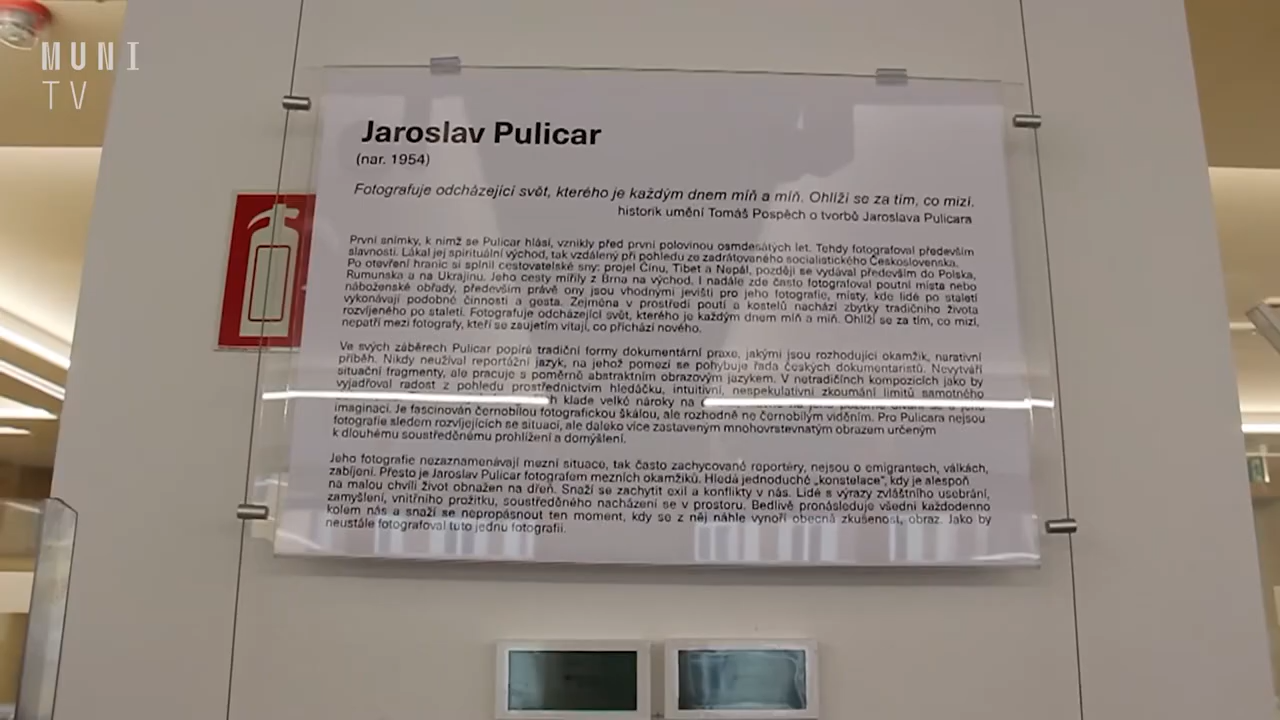 MUNI
TV
Jaroslav Pulicar
(nar. 1954)
Fotografuje odcházející svět, kterého je každým dnem míň a míň. Ohlíží se za tím, co mizí.
historik umění Tomáš Pospěch o tvorbě Jaroslava Pulicara
První snímky, k nimž se Pulicar hlásí, vznikly před první polovinou osmdesátých let. Tehdy fotografoval především
slavnosti. Lákal jej spirituální východ, tak vzdálený při pohledu ze zadrátovaného socialistického Československa.
Po otevření hranic si splnil cestovatelské sny: projel Čínu, Tibet a Nepál, později se vydával především do Polska,
Rumunska a na Ukrajinu. Jeho cesty mířily z Brna na východ. I nadále zde často fotografoval poutní místa nebo
náboženské obřady, především právě ony jsou vhodnými jevišti pro jeho fotografie, místy, kde lidé po staletí
vykonávají podobné činnosti a gesta. Zejména v prostředí poutí a kostelů nachází zbytky tradičního života
rozvíjeného po staletí. Fotografuje odcházející svět, kterého je každým dnem míň a míň. Ohlíží se za tím, co mizí,
nepatří mezi fotografy, kteří se zaujetím vítají, co přichází nového.
Ve svých záběrech Pulicar popírá tradiční formy dokumentární praxe, jakými jsou rozhodující okamžik, narativní
příběh. Nikdy neužíval reportážní jazyk, na jehož pomezí se pohybuje řada českých dokumentaristů. Nevytváří
situační fragmenty, ale pracuje s poměrně abstraktním obrazovým jazykem. V netradičních kompozicích jako by
vyjadřoval radost z pohledu prostřednictvím hledáčku, intuitivní, nespekulativní zkoumání limitů samotného
klade velké nároky na
imaginaci. Je fascinován černobílou fotografickou škálou, ale rozhodně ne černobílým viděním. Pro Pulicara nejsou
fotografie sledem rozvíjejících se situací, ale daleko více zastaveným mnohovrstevnatým obrazem určeným
k dlouhému soustředěnému prohlížení a domýšlení.
Jeho fotografie nezaznamenávají mezní situace, tak často zachycované reportéry, nejsou o emigrantech, válkách,
zabíjení. Přesto je Jaroslav Pulicar fotografem mezních okamžiků. Hledá jednoduché „konstelace“, kdy je alespoň
na malou chvíli život obnažen na dřeň. Snaží se zachytit exil a konflikty v nás. Lidé s výrazy zvláštního usebrání,
zamyšlení, vnitřního prožitku, soustředěného nacházení se v prostoru. Bedlivě pronásleduje všední každodenno
kolem nás a snaží se nepropásnout ten moment, kdy se z něj náhle vynoří obecná zkušenost, obraz. Jako by
neustále fotografoval tuto jednu fotografii.